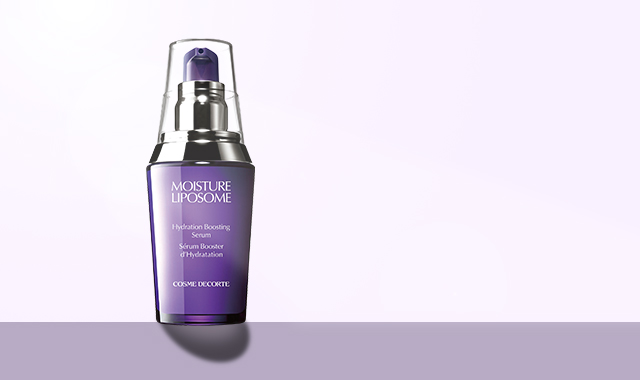 MOISTURE
LIPOSOME
Hydration Boosting
Serum
Sérum Booster
d'Hydratation
COSME DECORTE